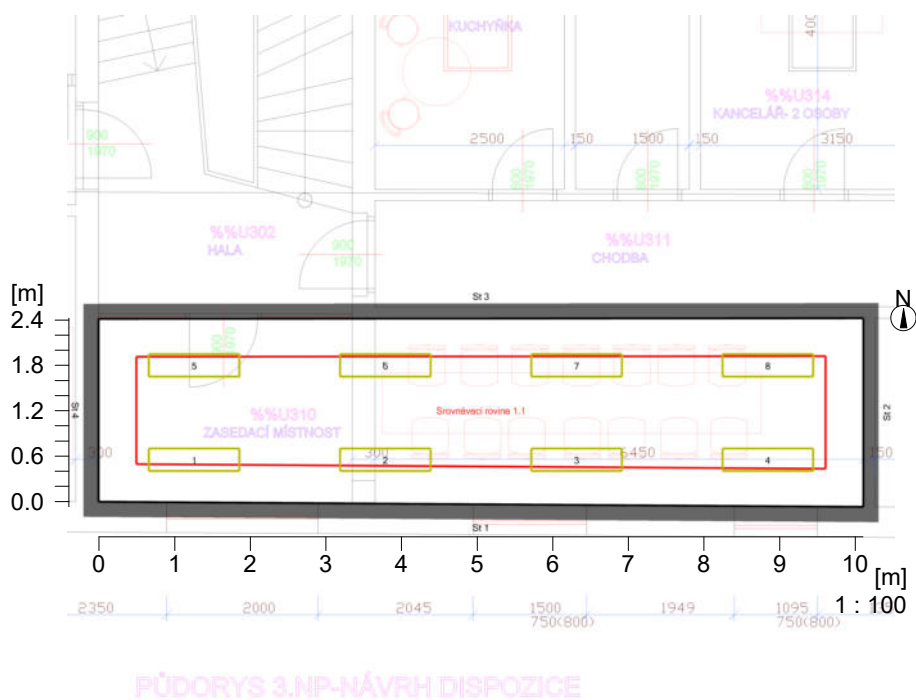 KUCHYŇKA
400
%%U314
KANCELÁŘ- 2 OSOBY
900
1970
2500
150
1500
150
3150
800
1970
600
1970
800
1970
%%U302
HALA
900
1970
%%U311
CHODBA
[m]
St 3
N
2.4
1.8
1.2
0.6
0.0
5
6
7
8
Srovnávací rovina 1.1
St 4
St 2
%%U310
ZASEDACÍ MÍSTNOST
300
300
6450
150
1
2
3
4
St 1
0
1
2
3
4
5
6
7
8
9
10
[m]
1 : 100
2350
2000
2045
1500
750(800)
1949
1095
750(800)
PŮDORYS 3.NP-NÁVRH DISPOZICE